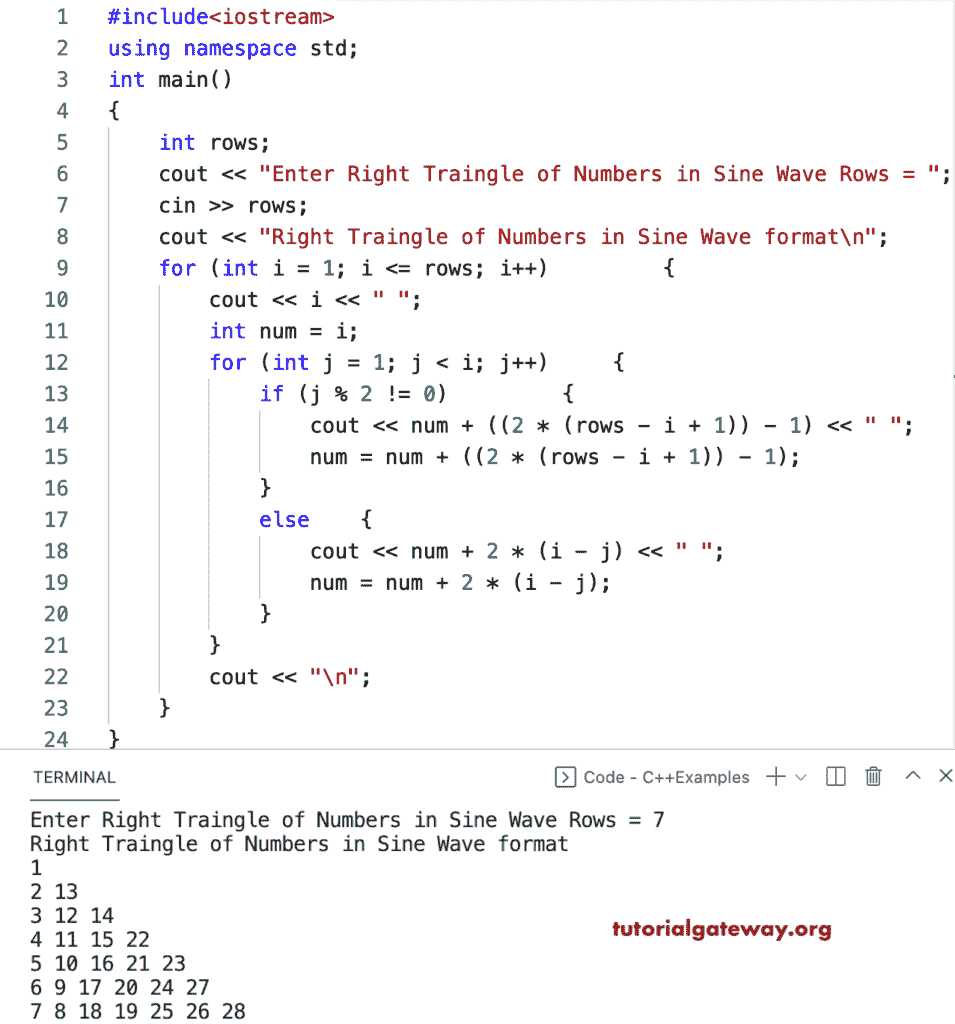 1 #include<iostream>
2 using namespace std;
3 int main()
4 {
5 int rows;
6 cout << "Enter Right Traingle of Numbers in Sine Wave Rows = ";
7 cin >> rows;
8 cout << "Right Traingle of Numbers in Sine Wave format\n";
9 for (int i = 1; i <= rows; i++) {
10 cout << i << " ";
11 int num = i;
12 for (int j = 1; j < i; j++) {
13 if (j % 2 != 0) {
14 cout << num + ((2 * (rows - i + 1)) - 1) << " ";
15 num = num + ((2 * (rows - i + 1)) - 1);
16 }
17 else {
18 cout << num + 2 * (i - j) << " ";
19 num = num + 2 * (i - j);
20 }
21 }
22 cout << "\n";
23 }
24 }
TERMINAL Code - C++Examples
Enter Right Traingle of Numbers in Sine Wave Rows = 7
Right Traingle of Numbers in Sine Wave format
1
2 13
3 12 14
4 11 15 22
5 10 16 21 23
6 9 17 20 24 27
7 8 18 19 25 26 28
tutorialgateway.org